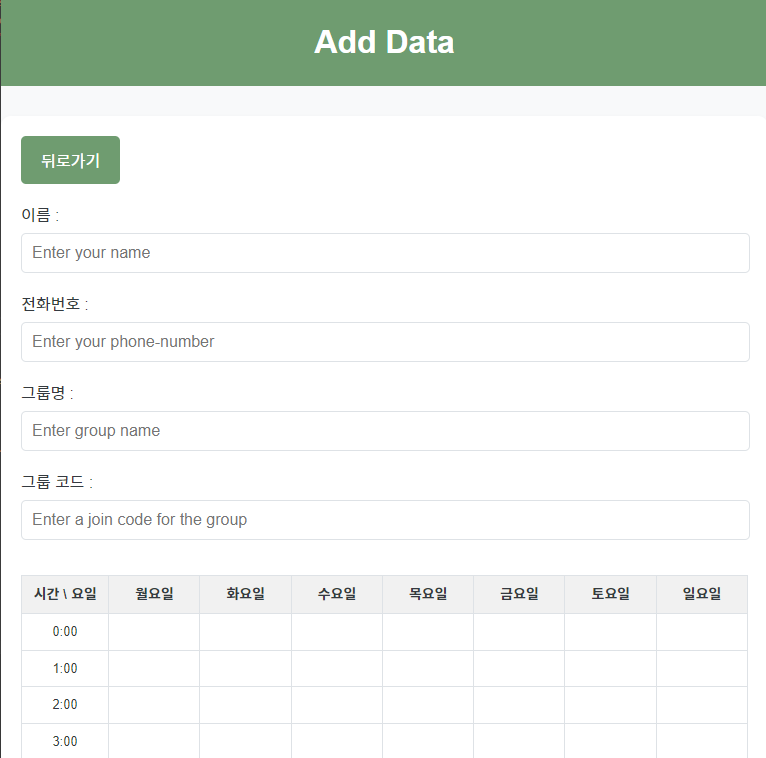 Add Data
뒤로가기
이름 :
Enter your name
전화번호 :
Enter your phone-number
그룹명 :
Enter group name
그룹 코드 :
Enter a join code for the group
시간 \ 요일 월요일 화요일 수요일 목요일 금요일 토요일 일요일
0:00
1:00
2:00
3:00